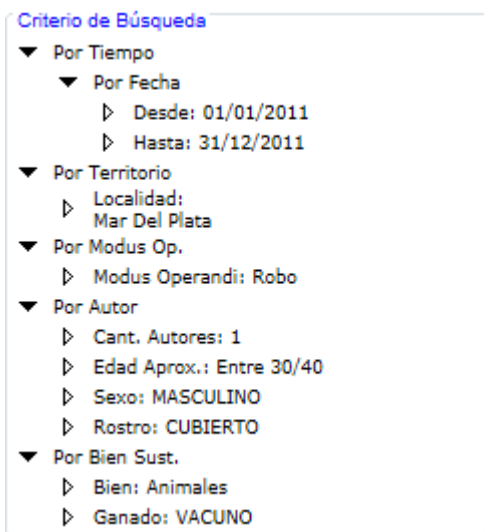 Criterio de Búsqueda
Por Tiempo
Por Fecha
Desde: 01/01/2011
Hasta: 31/12/2011
Por Territorio
Localidad:
Mar Del Plata
Por Modus Op.
Modus Operandi: Robo
Por Autor
Cant. Autores: 1
Edad Aprox.: Entre 30/40
Sexo: MASCULINO
Rostro: CUBIERTO
Por Bien Sust.
Bien: Animales
Ganado: VACUNO